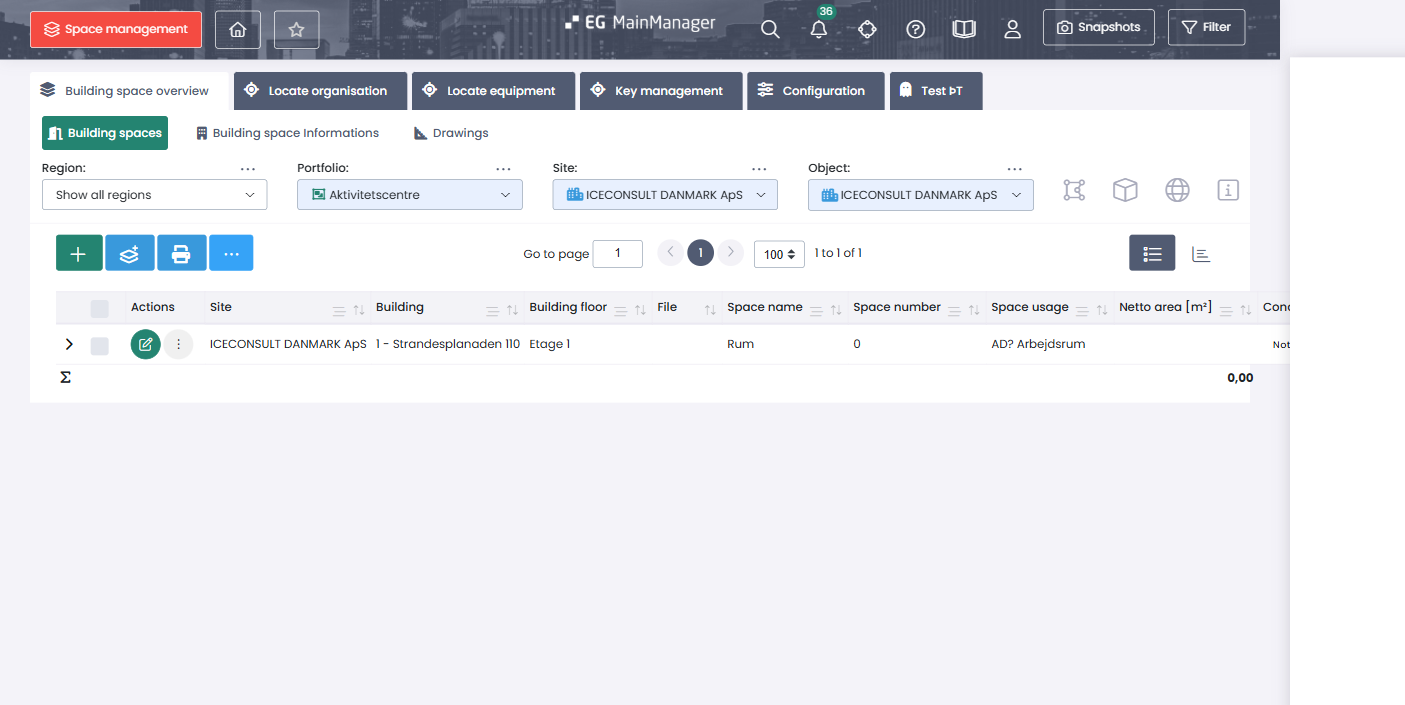 Space management
EG MainManager
36
Snapshots
Filter
Building space overview
Locate organisation
Locate equipment
Key management
Configuration
Test ÞT
Building spaces
Building space Informations
Drawings
Region:
Portfolio:
Site:
Object:
Show all regions
Aktivitetscentre
ICECONSULT DANMARK ApS
ICECONSULT DANMARK ApS
Go to page 1
1
100
1 to 1 of 1
Actions Site Building Building floor File Space name Space number Space usage Netto area [m²] Conc
ICECONSULT DANMARK ApS 1 - Strandesplanaden 110 Etage 1 Rum 0 AD? Arbejdsrum Not
Σ 0,00